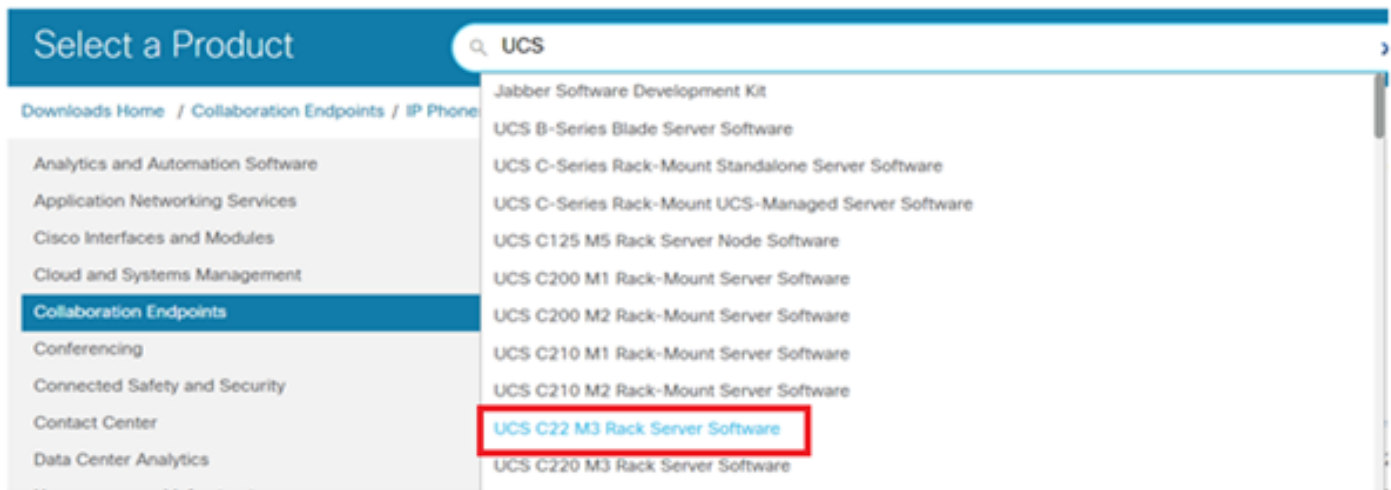 Select a Product
UCS
Downloads Home / Collaboration Endpoints / IP Phone
Jabber Software Development Kit
UCS B-Series Blade Server Software
UCS C-Series Rack-Mount Standalone Server Software
UCS C-Series Rack-Mount UCS-Managed Server Software
UCS C125 M5 Rack Server Node Software
UCS C200 M1 Rack-Mount Server Software
UCS C200 M2 Rack-Mount Server Software
UCS C210 M1 Rack-Mount Server Software
UCS C210 M2 Rack-Mount Server Software
UCS C22 M3 Rack Server Software
UCS C220 M3 Rack Server Software
Analytics and Automation Software
Application Networking Services
Cisco Interfaces and Modules
Cloud and Systems Management
Collaboration Endpoints
Conferencing
Connected Safety and Security
Contact Center
Data Center Analytics